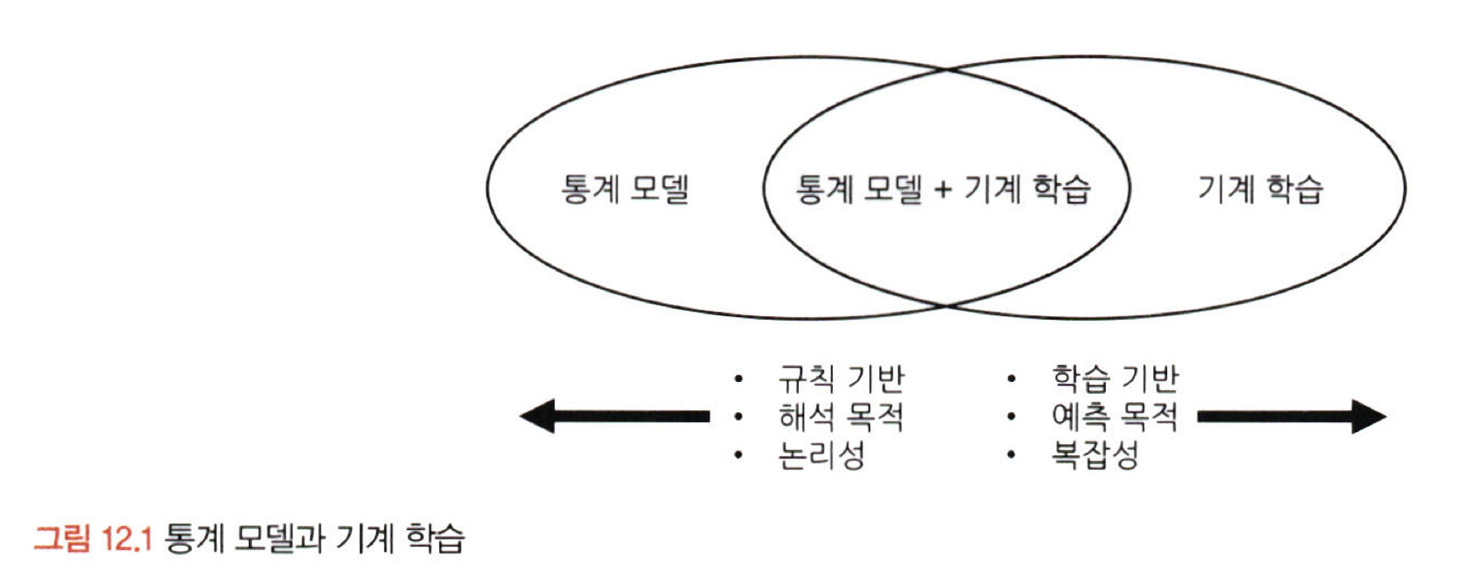 통계 모델
통계 모델 + 기계 학습
기계 학습
• 규칙 기반
• 해석 목적
• 논리성
• 학습 기반
• 예측 목적
• 복잡성
그림 12.1 통계 모델과 기계 학습